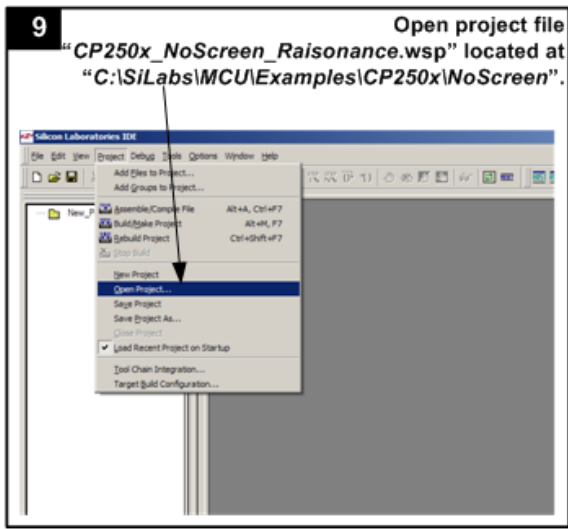 9
Open project file
“CP250x_NoScreen_Raisonance.wsp” located at
“C:\SiLabs\MCU\Examples\CP250x\NoScreen”.
Silicon Laboratories IDE
File Edit View Project Debug Tools Options Window Help
Add Files to Project...
Add Groups to Project...
New_P
Assemble/Compile File Alt+A, Ctrl+F7
Build/Make Project Alt+M, F7
Rebuild Project Ctrl+Shift+F7
Stop Build
New Project
Open Project...
Save Project
Save Project As...
Close Project
Load Recent Project on Startup
Tool Chain Integration...
Target Build Configuration...